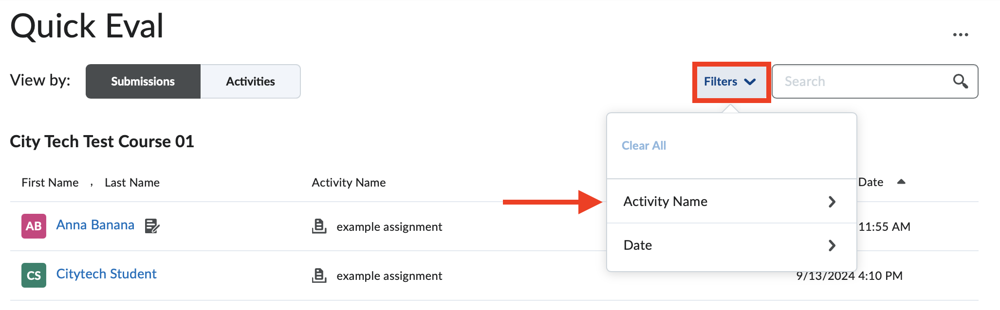 Quick Eval
View by: Submissions Activities Filters Search
City Tech Test Course 01
Clear All
First Name , Last Name Activity Name Date
Activity Name
AB Anna Banana example assignment 11:55 AM
Date
CS Citytech Student example assignment 9/13/2024 4:10 PM